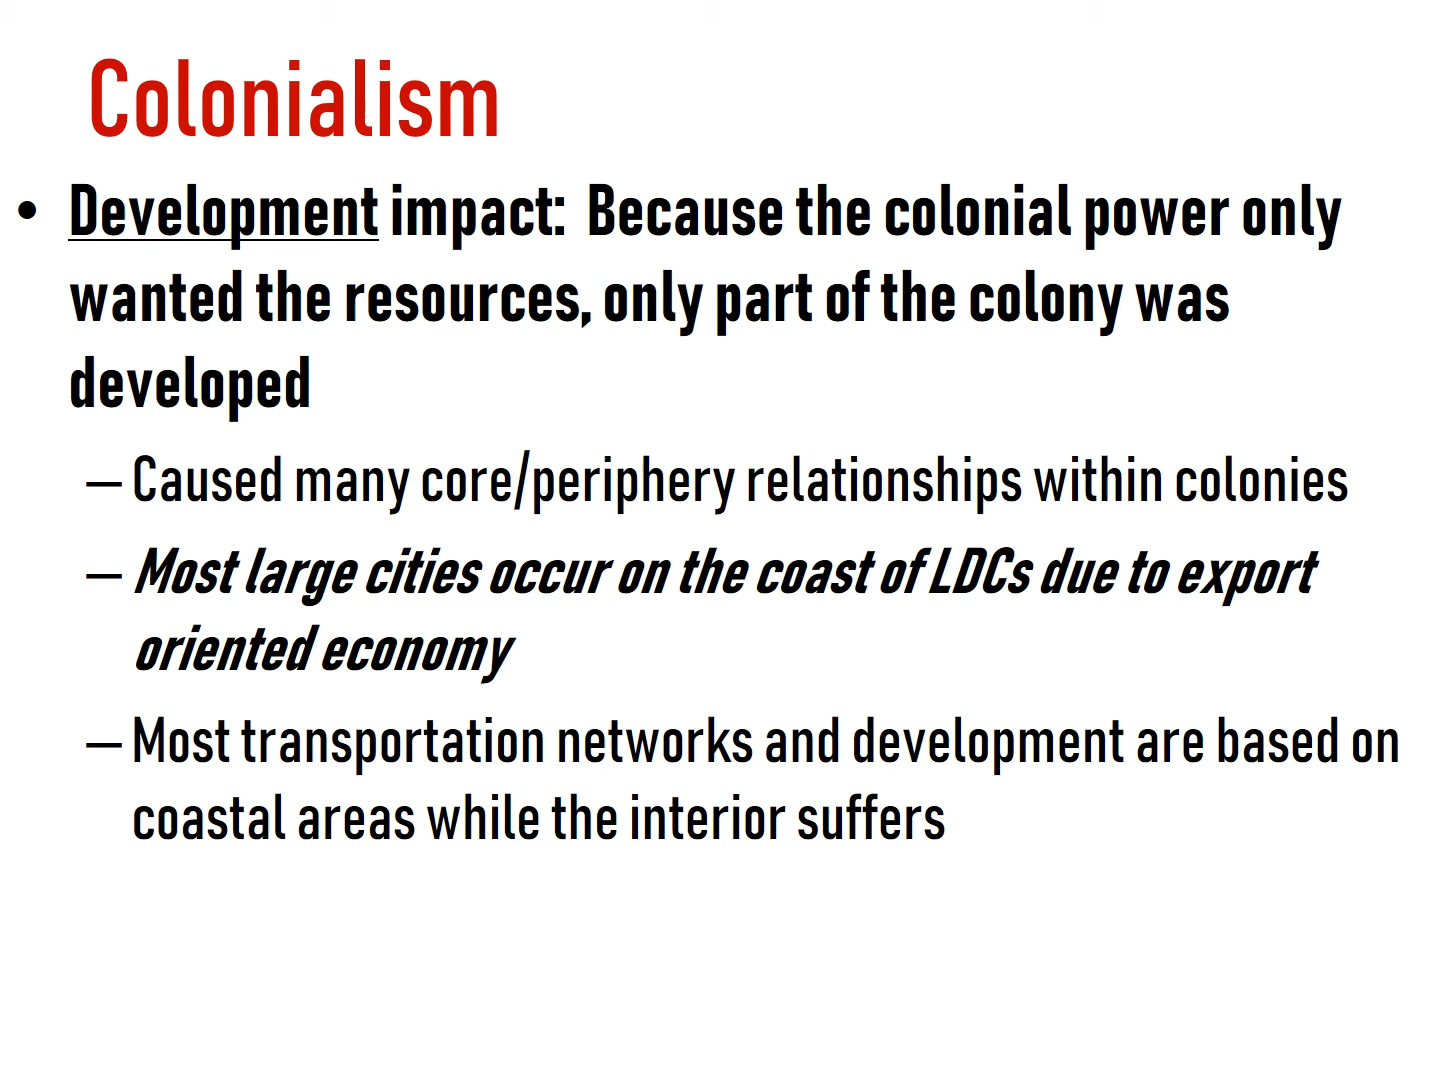 Colonialism
• Development impact:  Because the colonial power only
wanted the resources, only part of the colony was
developed
– Caused many core/periphery relationships within colonies
– Most large cities occur on the coast of LDCs due to export
oriented economy
– Most transportation networks and development are based on
coastal areas while the interior suffers